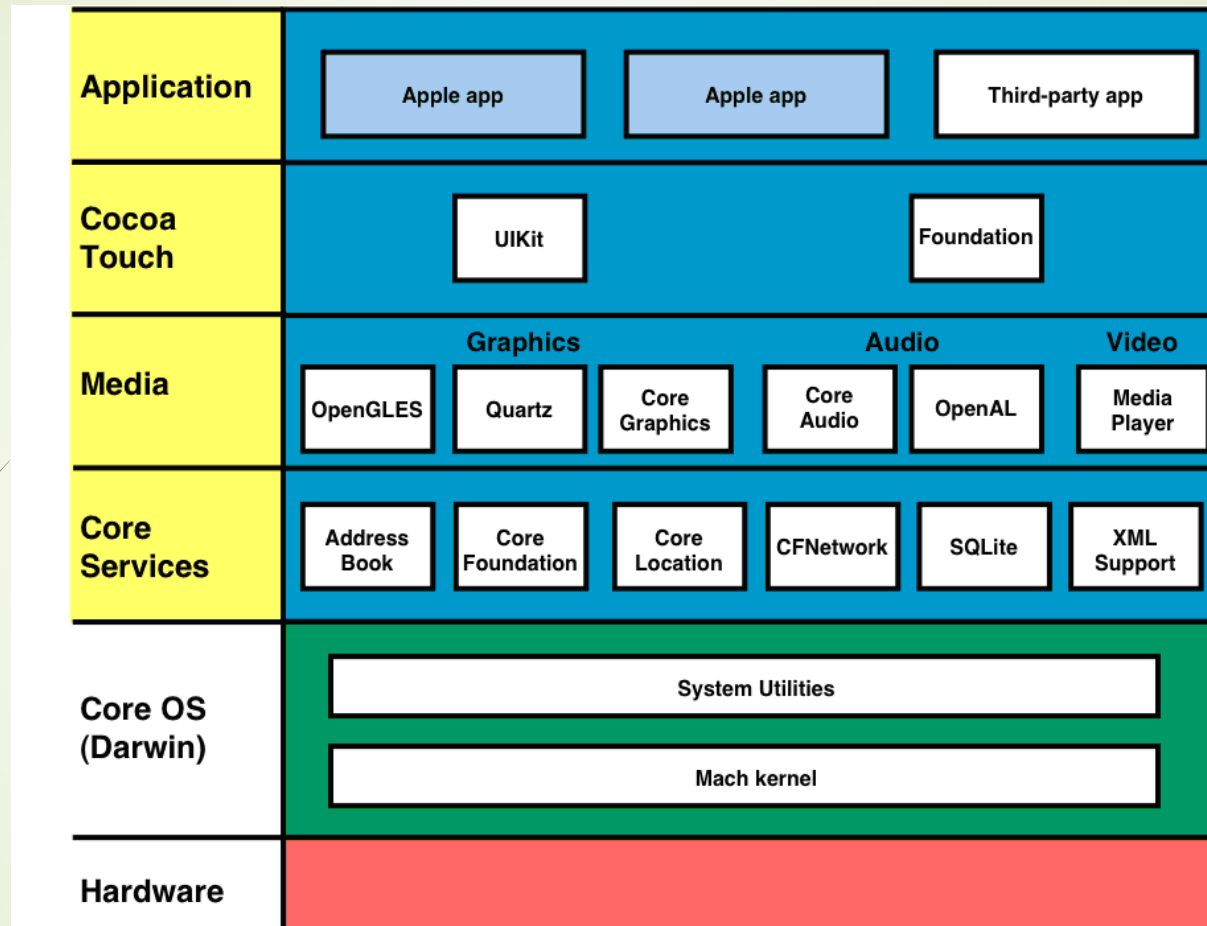 Application
Apple app
Apple app
Third-party app
Cocoa
Touch
UIKit
Foundation
Media
Graphics
Audio
Video
OpenGLES
Quartz
Core
Graphics
Core
Audio
OpenAL
Media
Player
Core
Services
Address
Book
Core
Foundation
Core
Location
CFNetwork
SQLite
XML
Support
Core OS
(Darwin)
System Utilities
Mach kernel
Hardware